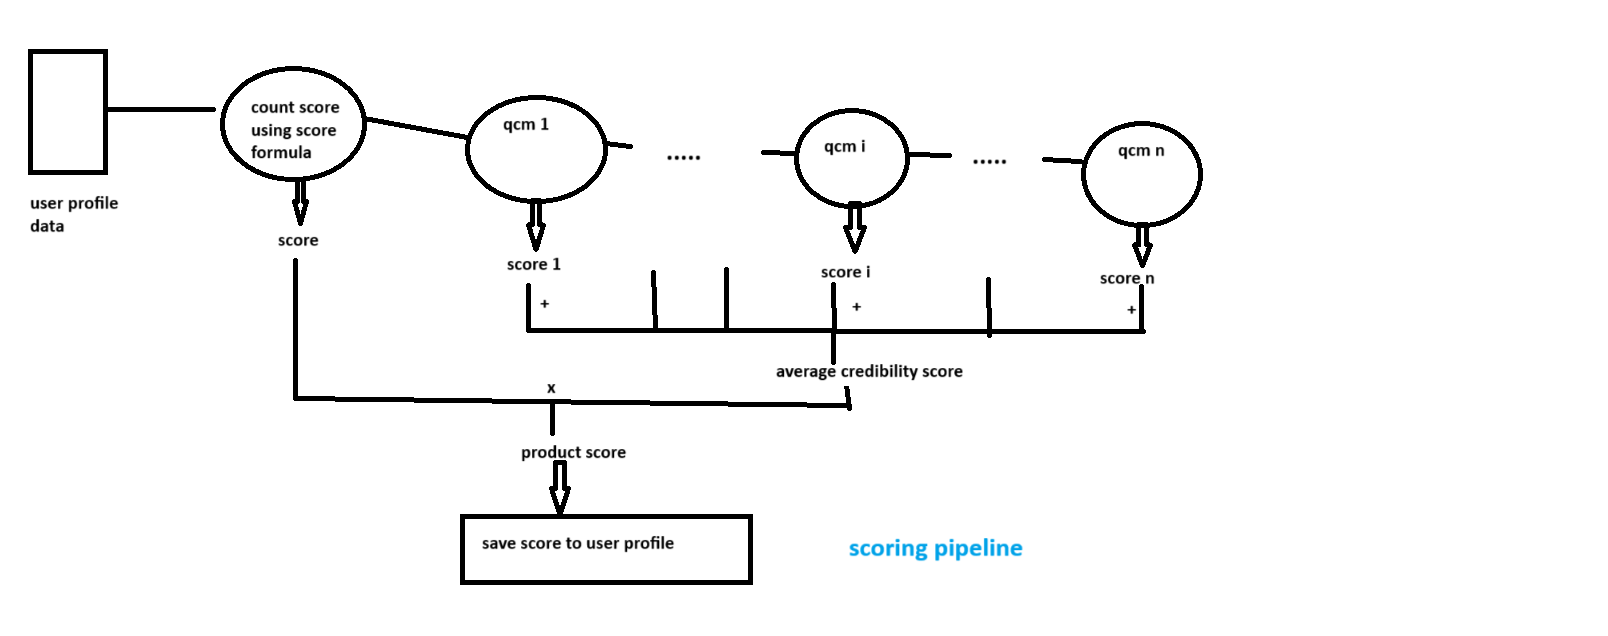 count score
using score
formula
qcm 1
.....
qcm i
.....
qcm n
user profile
data
score
score 1
score i
score n
+
+
+
average credibility score
x
product score
save score to user profile
scoring pipeline